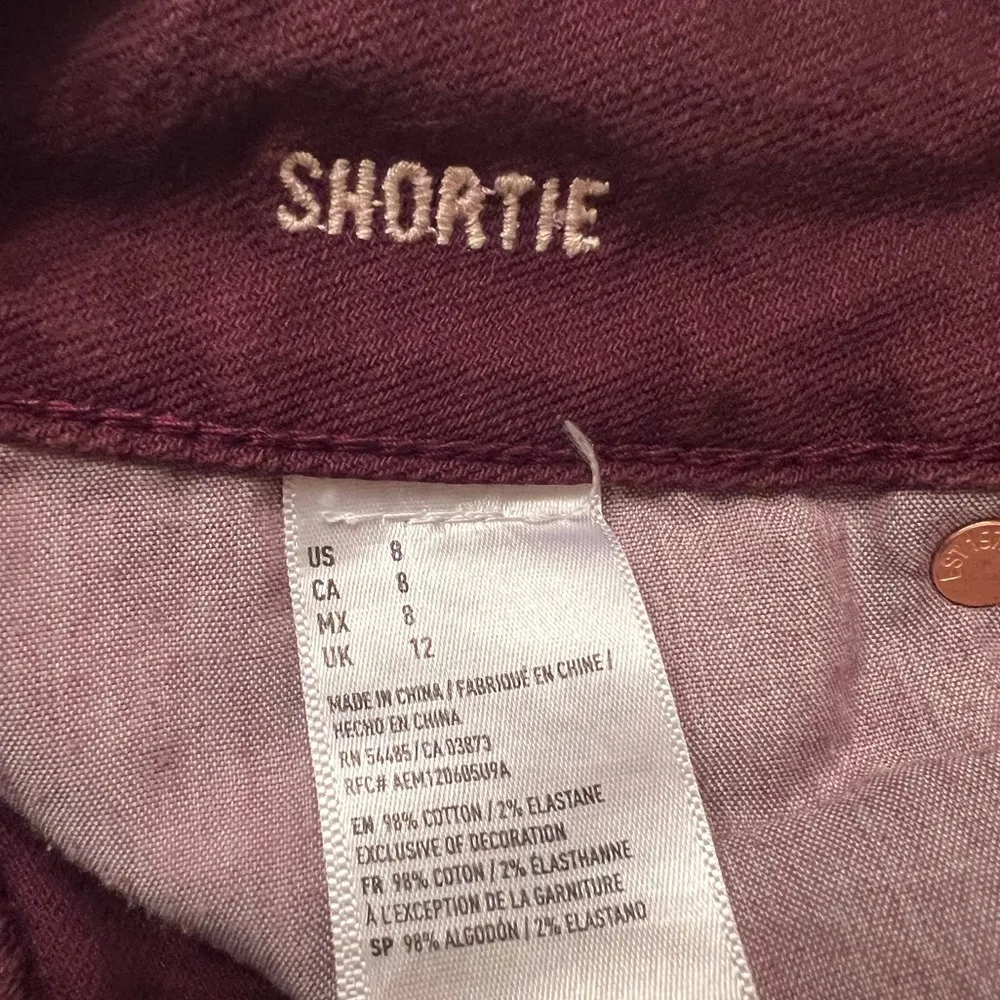 SHORTIE
US 8
CA 8
MX 8
UK 12
MADE IN CHINA / FABRIQUÉ EN CHINE /
HECHO EN CHINA
RN 54485 / CA 03873
RFC# AEM120605U9A
EN 98% COTTON / 2% ELASTANE
EXCLUSIVE OF DECORATION
FR 98% COTON / 2% ÉLASTHANNE
À L'EXCEPTION DE LA GARNITURE
SP 98% ALGODÓN / 2% ELASTANO